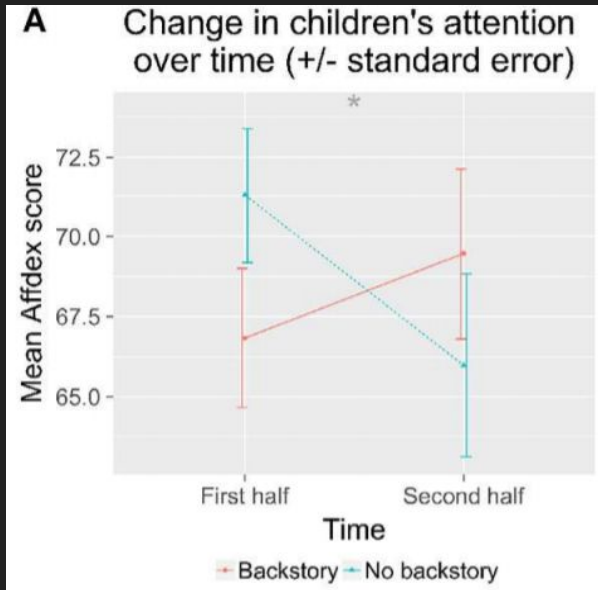 A
Change in children's attention
over time (+/- standard error)
*
Mean Affdex score
72.5
70.0
67.5
65.0
First half Second half
Time
Backstory No backstory